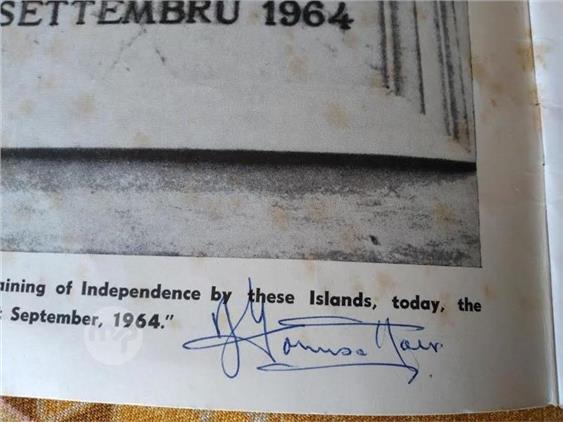 SETTEMBRU 1964
aining of Independence by these Islands, today, the
September, 1964."